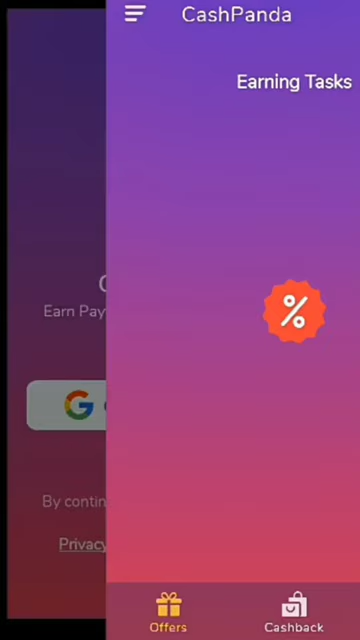 CashPanda
Earning Tasks
Earn Pay
By contin
Privacy
Offers
Cashback